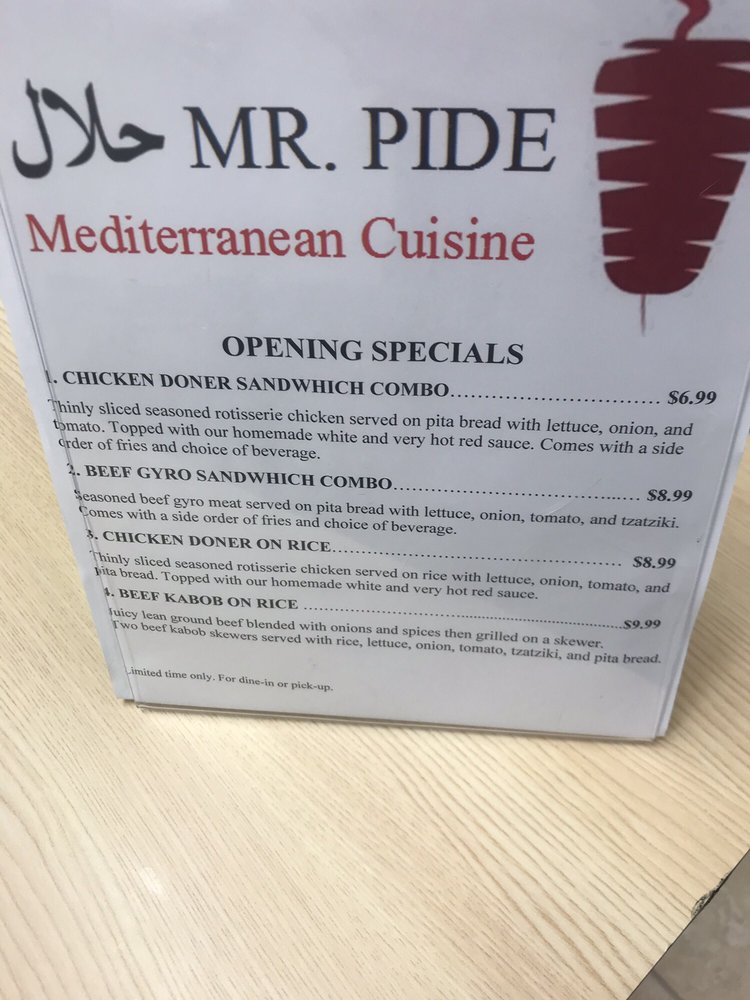 حلال MR. PIDE
Mediterranean Cuisine
OPENING SPECIALS
1. CHICKEN DONER SANDWHICH COMBO.............................. $6.99
Thinly sliced seasoned rotisserie chicken served on pita bread with lettuce, onion, and
tomato. Topped with our homemade white and very hot red sauce. Comes with a side
order of fries and choice of beverage.
2. BEEF GYRO SANDWHICH COMBO...................................... $8.99
Seasoned beef gyro meat served on pita bread with lettuce, onion, tomato, and tzatziki.
Comes with a side order of fries and choice of beverage.
3. CHICKEN DONER ON RICE............................................. $8.99
Thinly sliced seasoned rotisserie chicken served on rice with lettuce, onion, tomato, and
pita bread. Topped with our homemade white and very hot red sauce.
4. BEEF KABOB ON RICE ..................................................$9.99
Juicy lean ground beef blended with onions and spices then grilled on a skewer.
Two beef kabob skewers served with rice, lettuce, onion, tomato, tzatziki, and pita bread.
Limited time only. For dine-in or pick-up.